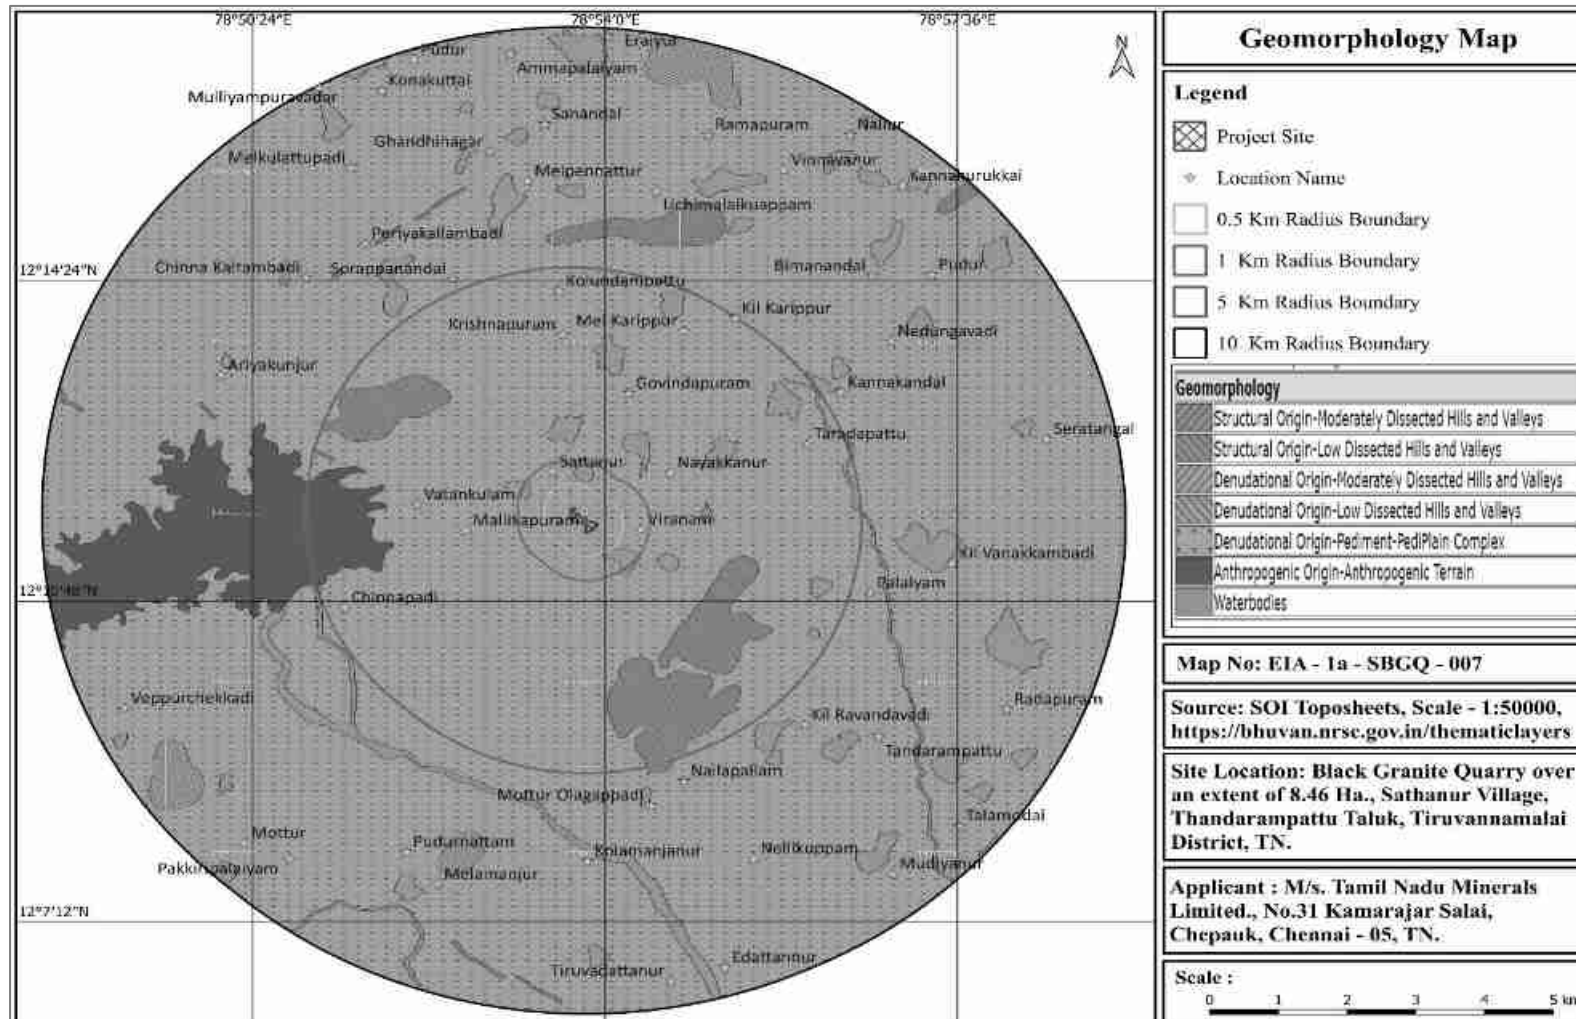 78°50'24"E
78°54'0"E
78°57'36"E
Geomorphology Map
N
Legend
Project Site
Location Name
0.5 Km Radius Boundary
1 Km Radius Boundary
5 Km Radius Boundary
10 Km Radius Boundary
Geomorphology
Structural Origin-Moderately Dissected Hills and Valleys
Structural Origin-Low Dissected Hills and Valleys
Denudational Origin-Moderately Dissected Hills and Valleys
Denudational Origin-Low Dissected Hills and Valleys
Denudational Origin-Pediment-PediPlain Complex
Anthropogenic Origin-Anthropogenic Terrain
Waterbodies
Map No: EIA - 1a - SBGQ - 007
Source: SOI Toposheets, Scale - 1:50000,
https://bhuvan.nrsc.gov.in/thematiclayers
Site Location: Black Granite Quarry over
an extent of 8.46 Ha., Sathanur Village,
Thandarampattu Taluk, Tiruvannamalai
District, TN.
Applicant : M/s. Tamil Nadu Minerals
Limited., No.31 Kamarajar Salai,
Chepauk, Chennai - 05, TN.
Scale :
0 1 2 3 4 5 km
Pudur
Eraiyur
Ammapalaiyam
Konakuttai
Mulliyampuravadai
Sanandal
Ramapuram
Nallur
Ghandhinagar
Melkulattupadi
Melpennattur
Vinnavanur
Kannakurukkai
Uchimalaikuappam
Periyakallambadi
12°14'24"N
Sorappanandal
Bimanandal
Pudur
Kolundampattu
Krishnapuram
Mel Karippur
Kil Karippur
Nedungavadi
Ariyakunjur
Govindapuram
Kannakandal
Taradapattu
Seratangal
Sattanur
Nayakkanur
Vatankulam
Mallikapuram
Viranam
Kil Vanakkambadi
Palaiyam
Chinnapadi
Veppurchekkadi
Radapuram
Kil Ravandavadi
Tandarampattu
Nallapallam
Mottur Olagappadi
Talamodai
Mottur
Pudurnattam
Kolamanjanur
Nellikuppam
Mudiyanur
Melamanjur
12°7'12"N
Edattannur
Tiruvadattanur